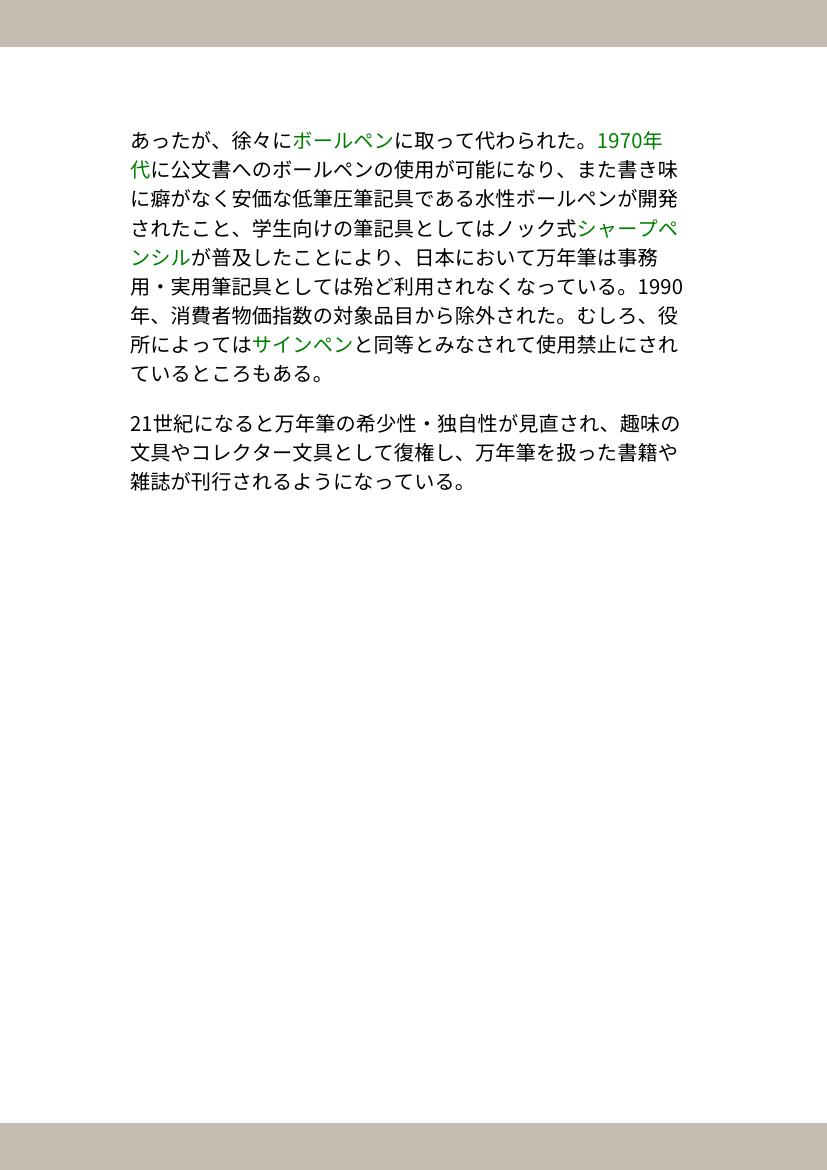 あったが、徐々にボールペンに取って代わられた。1970年
代に公文書へのボールペンの使用が可能になり、また書き味
に癖がなく安価な低筆圧筆記具である水性ボールペンが開発
されたこと、学生向けの筆記具としてはノック式シャープペ
ンシルが普及したことにより、日本において万年筆は事務
用・実用筆記具としては殆ど利用されなくなっている。1990
年、消費者物価指数の対象品目から除外された。むしろ、役
所によってはサインペンと同等とみなされて使用禁止にされ
ているところもある。
21世紀になると万年筆の希少性・独自性が見直され、趣味の
文具やコレクター文具として復権し、万年筆を扱った書籍や
雑誌が刊行されるようになっている。